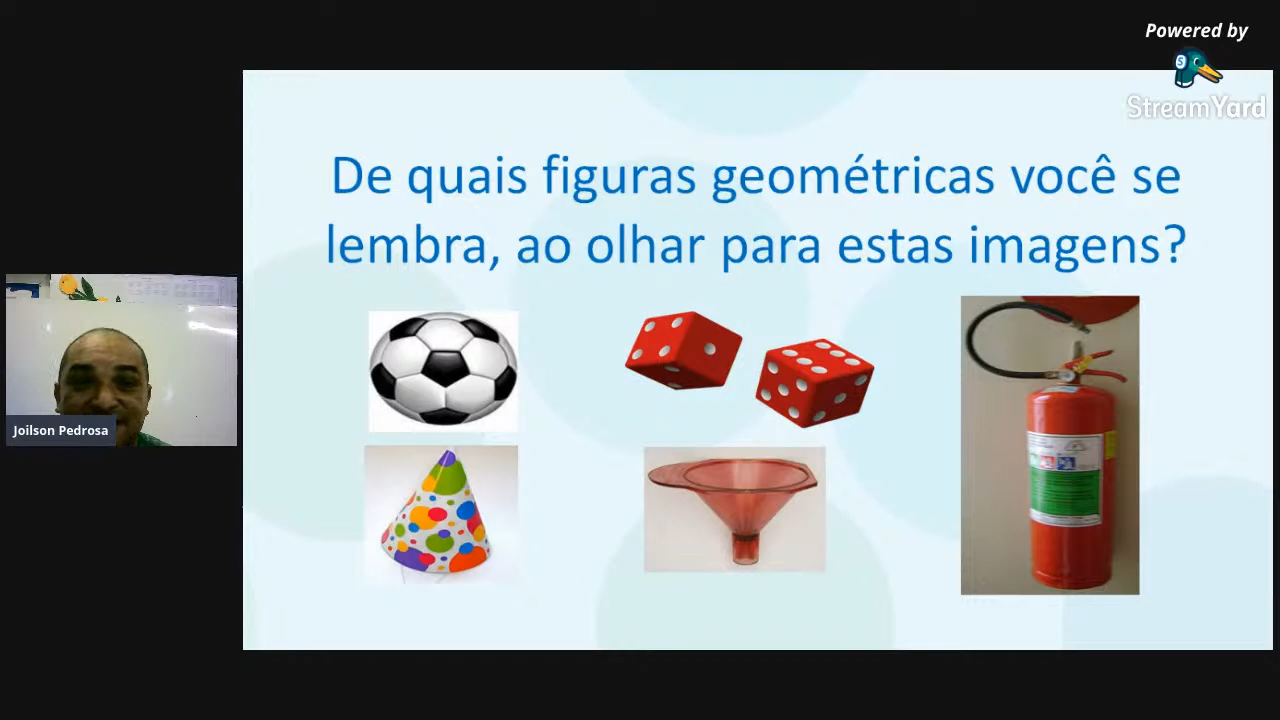 Powered by
StreamYard
De quais figuras geométricas você se
lembra, ao olhar para estas imagens?
Joilson Pedrosa